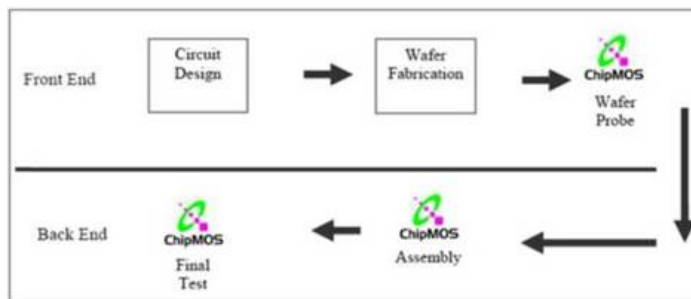 Front End
Circuit
Design
Wafer
Fabrication
ChipMOS
Wafer
Probe
Back End
ChipMOS
Final
Test
ChipMOS
Assembly